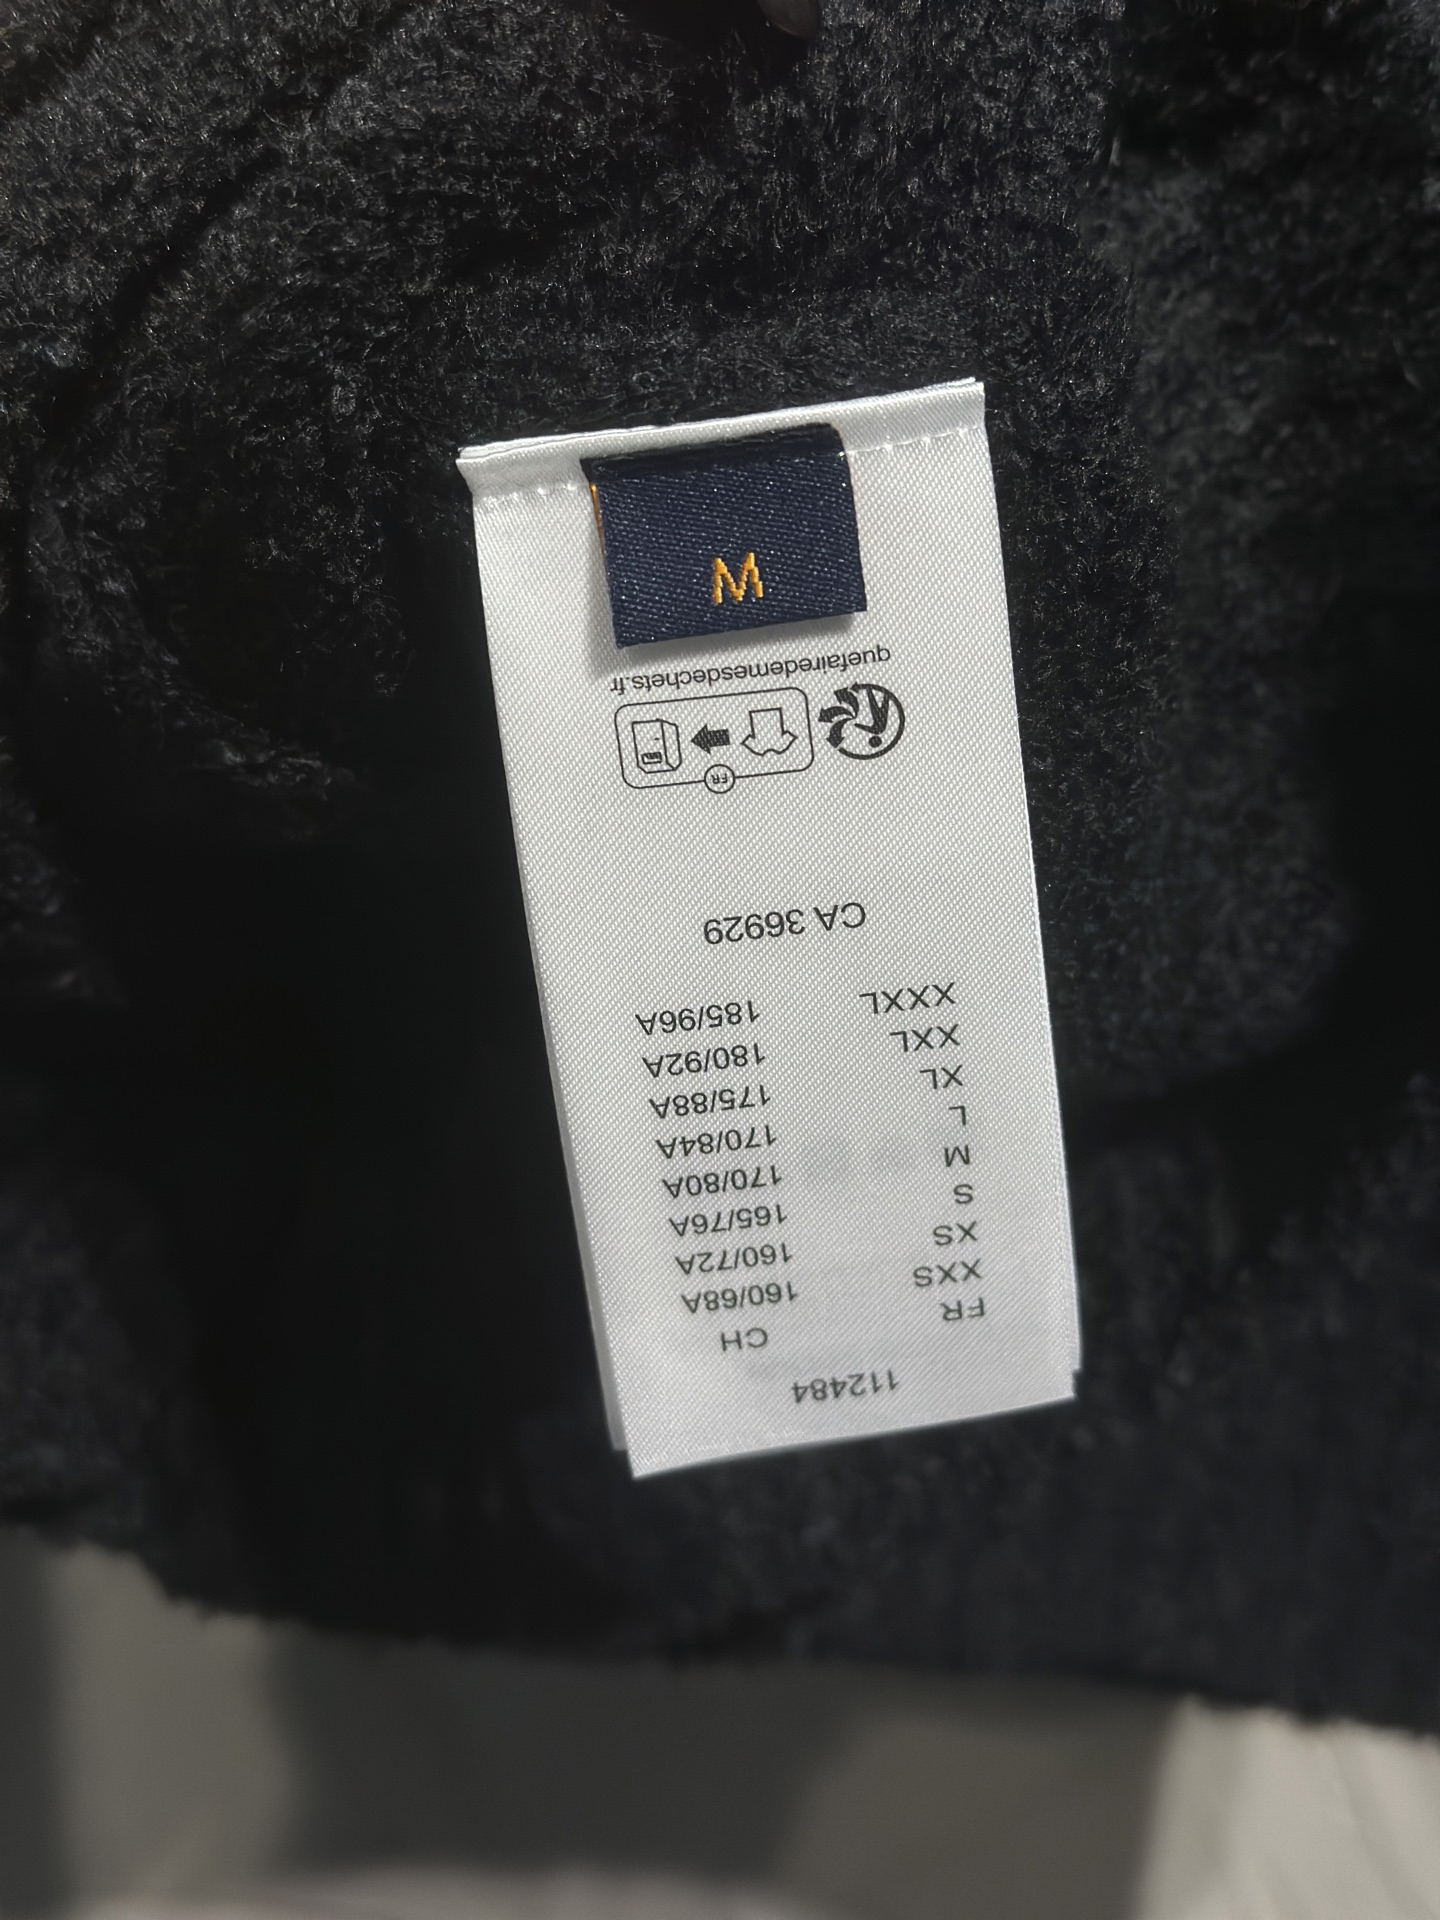 112484
FR CH
XXS 160/68A
XS 160/72A
S 165/76A
M 170/80A
L 170/84A
XL 175/88A
XXL 180/92A
XXXL 185/96A
CA 36929
FR
quefairedemesdechets.fr
M